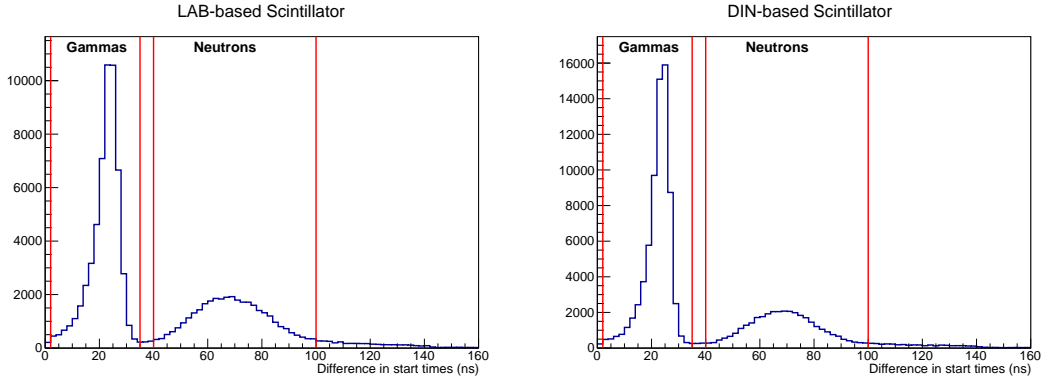 LAB-based Scintillator
Gammas Neutrons
10000
8000
6000
4000
2000
0
0 20 40 60 80 100 120 140 160
Difference in start times (ns)
DIN-based Scintillator
Gammas Neutrons
16000
14000
12000
10000
8000
6000
4000
2000
0
0 20 40 60 80 100 120 140 160
Difference in start times (ns)